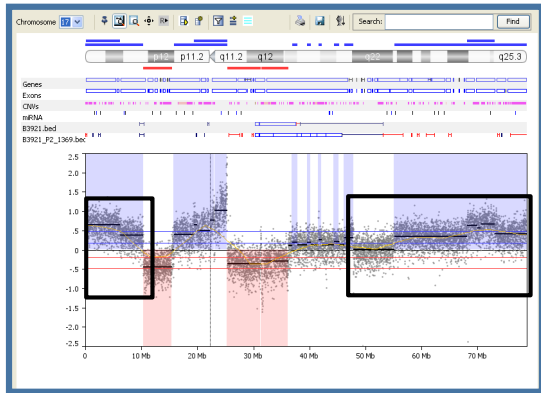 Chromosome 17 Search: Find
p12 p11.2 q11.2 q12 q22 q25.3
Genes
Exons
CNVs
miRNA
B3921.bed
B3921_P2_1369.bed
2.5
2.0
1.5
1.0
.5
0
-.5
-1.0
-1.5
-2.0
-2.5
0 10 Mb 20 Mb 30 Mb 40 Mb 50 Mb 60 Mb 70 Mb